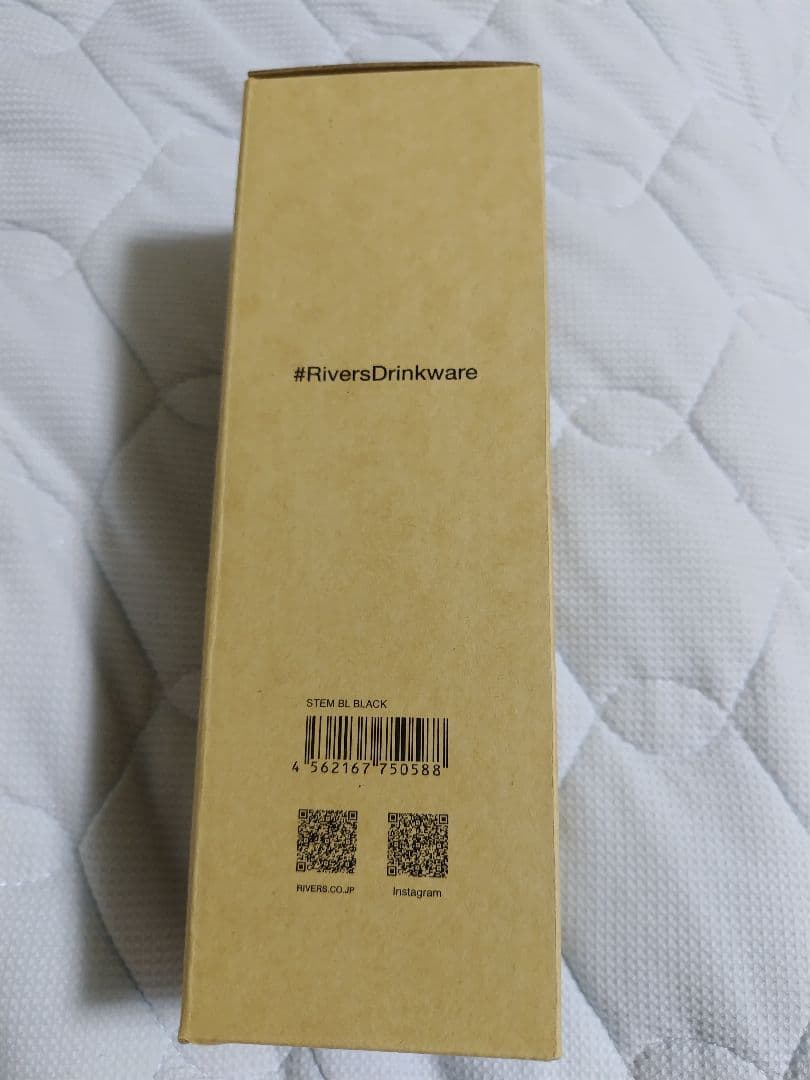 #RiversDrinkware
STEM BL BLACK
4 562167 750588
RIVERS.CO.JP
Instagram